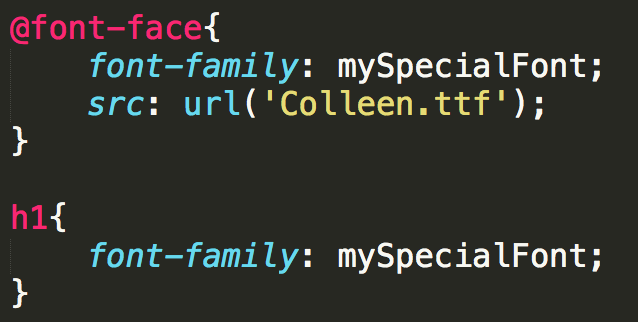 @font-face{
    font-family: mySpecialFont;
    src: url('Colleen.ttf');
}

h1{
    font-family: mySpecialFont;
}